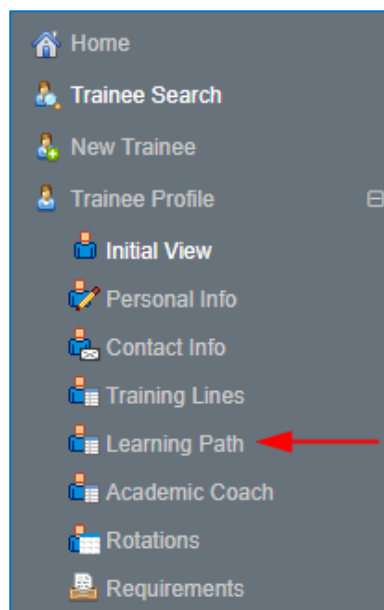 Home
Trainee Search
New Trainee
Trainee Profile
Initial View
Personal Info
Contact Info
Training Lines
Learning Path
Academic Coach
Rotations
Requirements